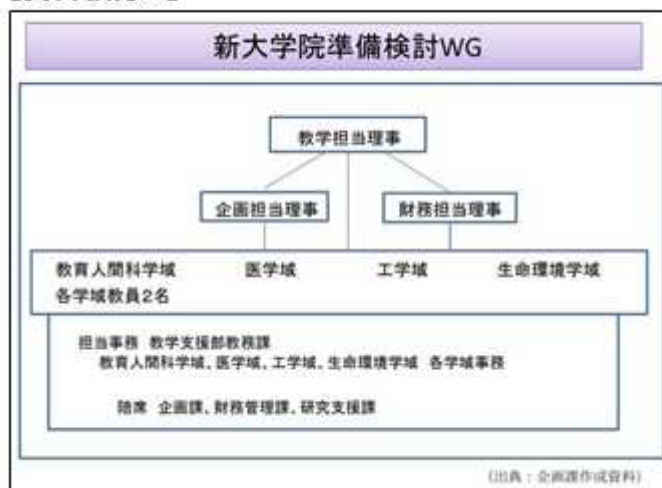 新大学院準備検討WG
教学担当理事
企画担当理事 財務担当理事
教育人間科学域 医学域 工学域 生命環境学域
各学域教員2名
担当事務 教学支援部教務課
教育人間科学域、医学域、工学域、生命環境学域 各学域事務
陪席 企画課、財務管理課、研究支援課
(出典:企画課作成資料)